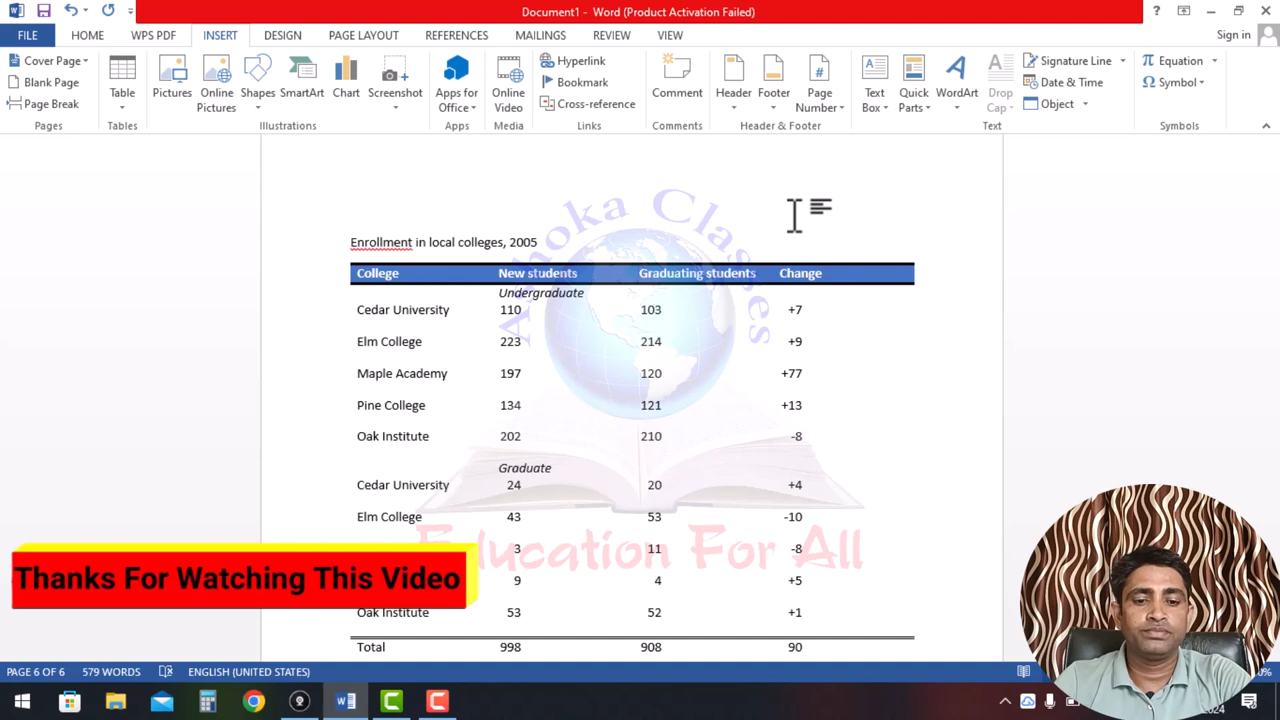 Document1 - Word (Product Activation Failed)
FILE HOME WPS PDF INSERT DESIGN PAGE LAYOUT REFERENCES MAILINGS REVIEW VIEW Sign in
Cover Page
Blank Page
Page Break
Pages
Table
Tables
Pictures
Online Pictures
Shapes
SmartArt
Chart
Screenshot
Illustrations
Apps for Office
Apps
Online Video
Media
Hyperlink
Bookmark
Cross-reference
Links
Comment
Comments
Header
Footer
Page Number
Header & Footer
Text Box
Quick Parts
WordArt
Drop Cap
Signature Line
Date & Time
Object
Text
Equation
Symbol
Symbols
Ashoka Classes
Enrollment in local colleges, 2005
College New students Graduating students Change
Undergraduate
Cedar University 110 103 +7
Elm College 223 214 +9
Maple Academy 197 120 +77
Pine College 134 121 +13
Oak Institute 202 210 -8
Graduate
Cedar University 24 20 +4
Elm College 43 53 -10
3 11 -8
9 4 +5
Oak Institute 53 52 +1
Total 998 908 90
Education For All
Thanks For Watching This Video
PAGE 6 OF 6 579 WORDS ENGLISH (UNITED STATES)